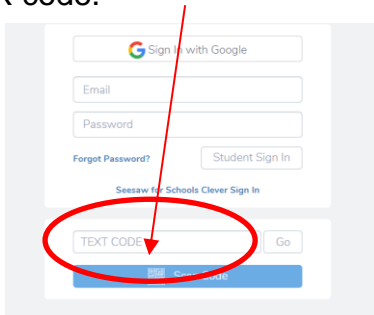 code.
Sign In with Google
Email
Password
Forgot Password? Student Sign In
Seesaw for Schools Clever Sign In
TEXT CODE Go
Scan Code